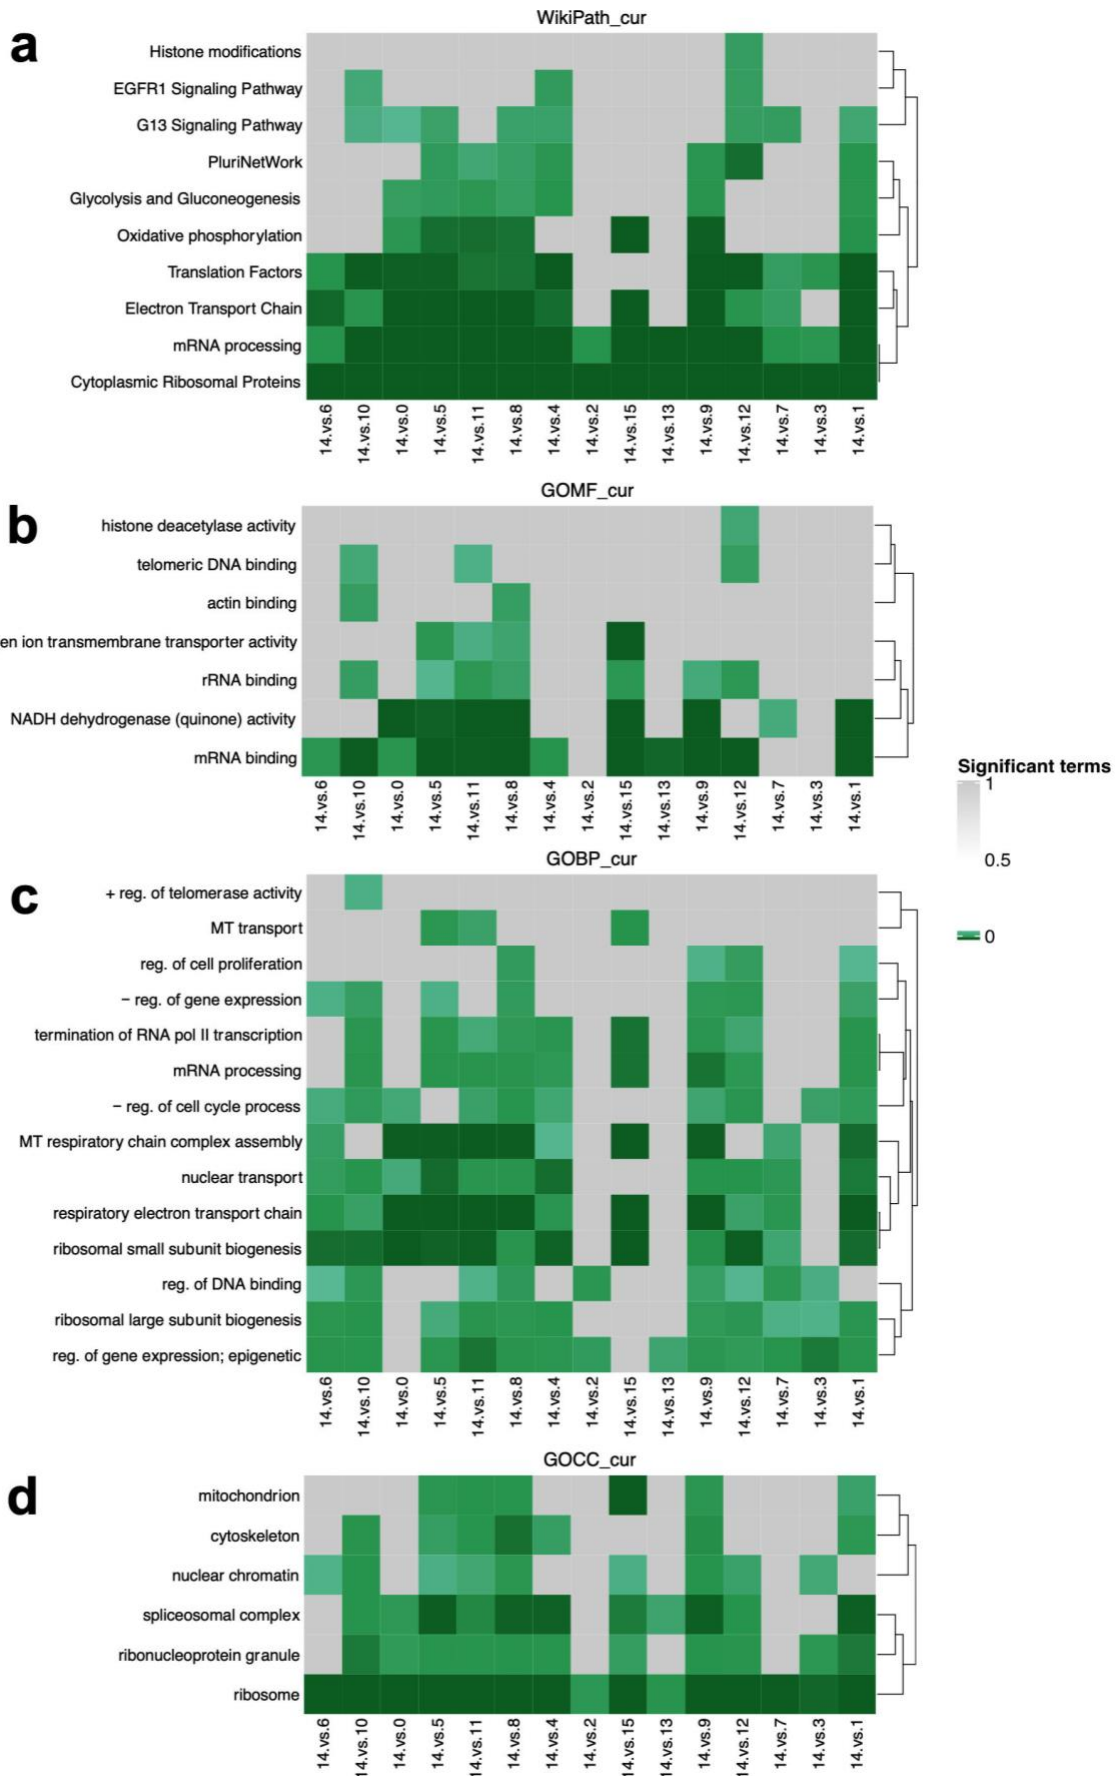 a
WikiPath_cur
Histone modifications
EGFR1 Signaling Pathway
G13 Signaling Pathway
PluriNetWork
Glycolysis and Gluconeogenesis
Oxidative phosphorylation
Translation Factors
Electron Transport Chain
mRNA processing
Cytoplasmic Ribosomal Proteins
14.vs.6
14.vs.10
14.vs.0
14.vs.5
14.vs.11
14.vs.8
14.vs.4
14.vs.2
14.vs.15
14.vs.13
14.vs.9
14.vs.12
14.vs.7
14.vs.3
14.vs.1
b
GOMF_cur
histone deacetylase activity
telomeric DNA binding
actin binding
en ion transmembrane transporter activity
rRNA binding
NADH dehydrogenase (quinone) activity
mRNA binding
14.vs.6
14.vs.10
14.vs.0
14.vs.5
14.vs.11
14.vs.8
14.vs.4
14.vs.2
14.vs.15
14.vs.13
14.vs.9
14.vs.12
14.vs.7
14.vs.3
14.vs.1
Significant terms
1
0.5
0
c
GOBP_cur
+ reg. of telomerase activity
MT transport
reg. of cell proliferation
− reg. of gene expression
termination of RNA pol II transcription
mRNA processing
− reg. of cell cycle process
MT respiratory chain complex assembly
nuclear transport
respiratory electron transport chain
ribosomal small subunit biogenesis
reg. of DNA binding
ribosomal large subunit biogenesis
reg. of gene expression; epigenetic
14.vs.6
14.vs.10
14.vs.0
14.vs.5
14.vs.11
14.vs.8
14.vs.4
14.vs.2
14.vs.15
14.vs.13
14.vs.9
14.vs.12
14.vs.7
14.vs.3
14.vs.1
d
GOCC_cur
mitochondrion
cytoskeleton
nuclear chromatin
spliceosomal complex
ribonucleoprotein granule
ribosome
14.vs.6
14.vs.10
14.vs.0
14.vs.5
14.vs.11
14.vs.8
14.vs.4
14.vs.2
14.vs.15
14.vs.13
14.vs.9
14.vs.12
14.vs.7
14.vs.3
14.vs.1